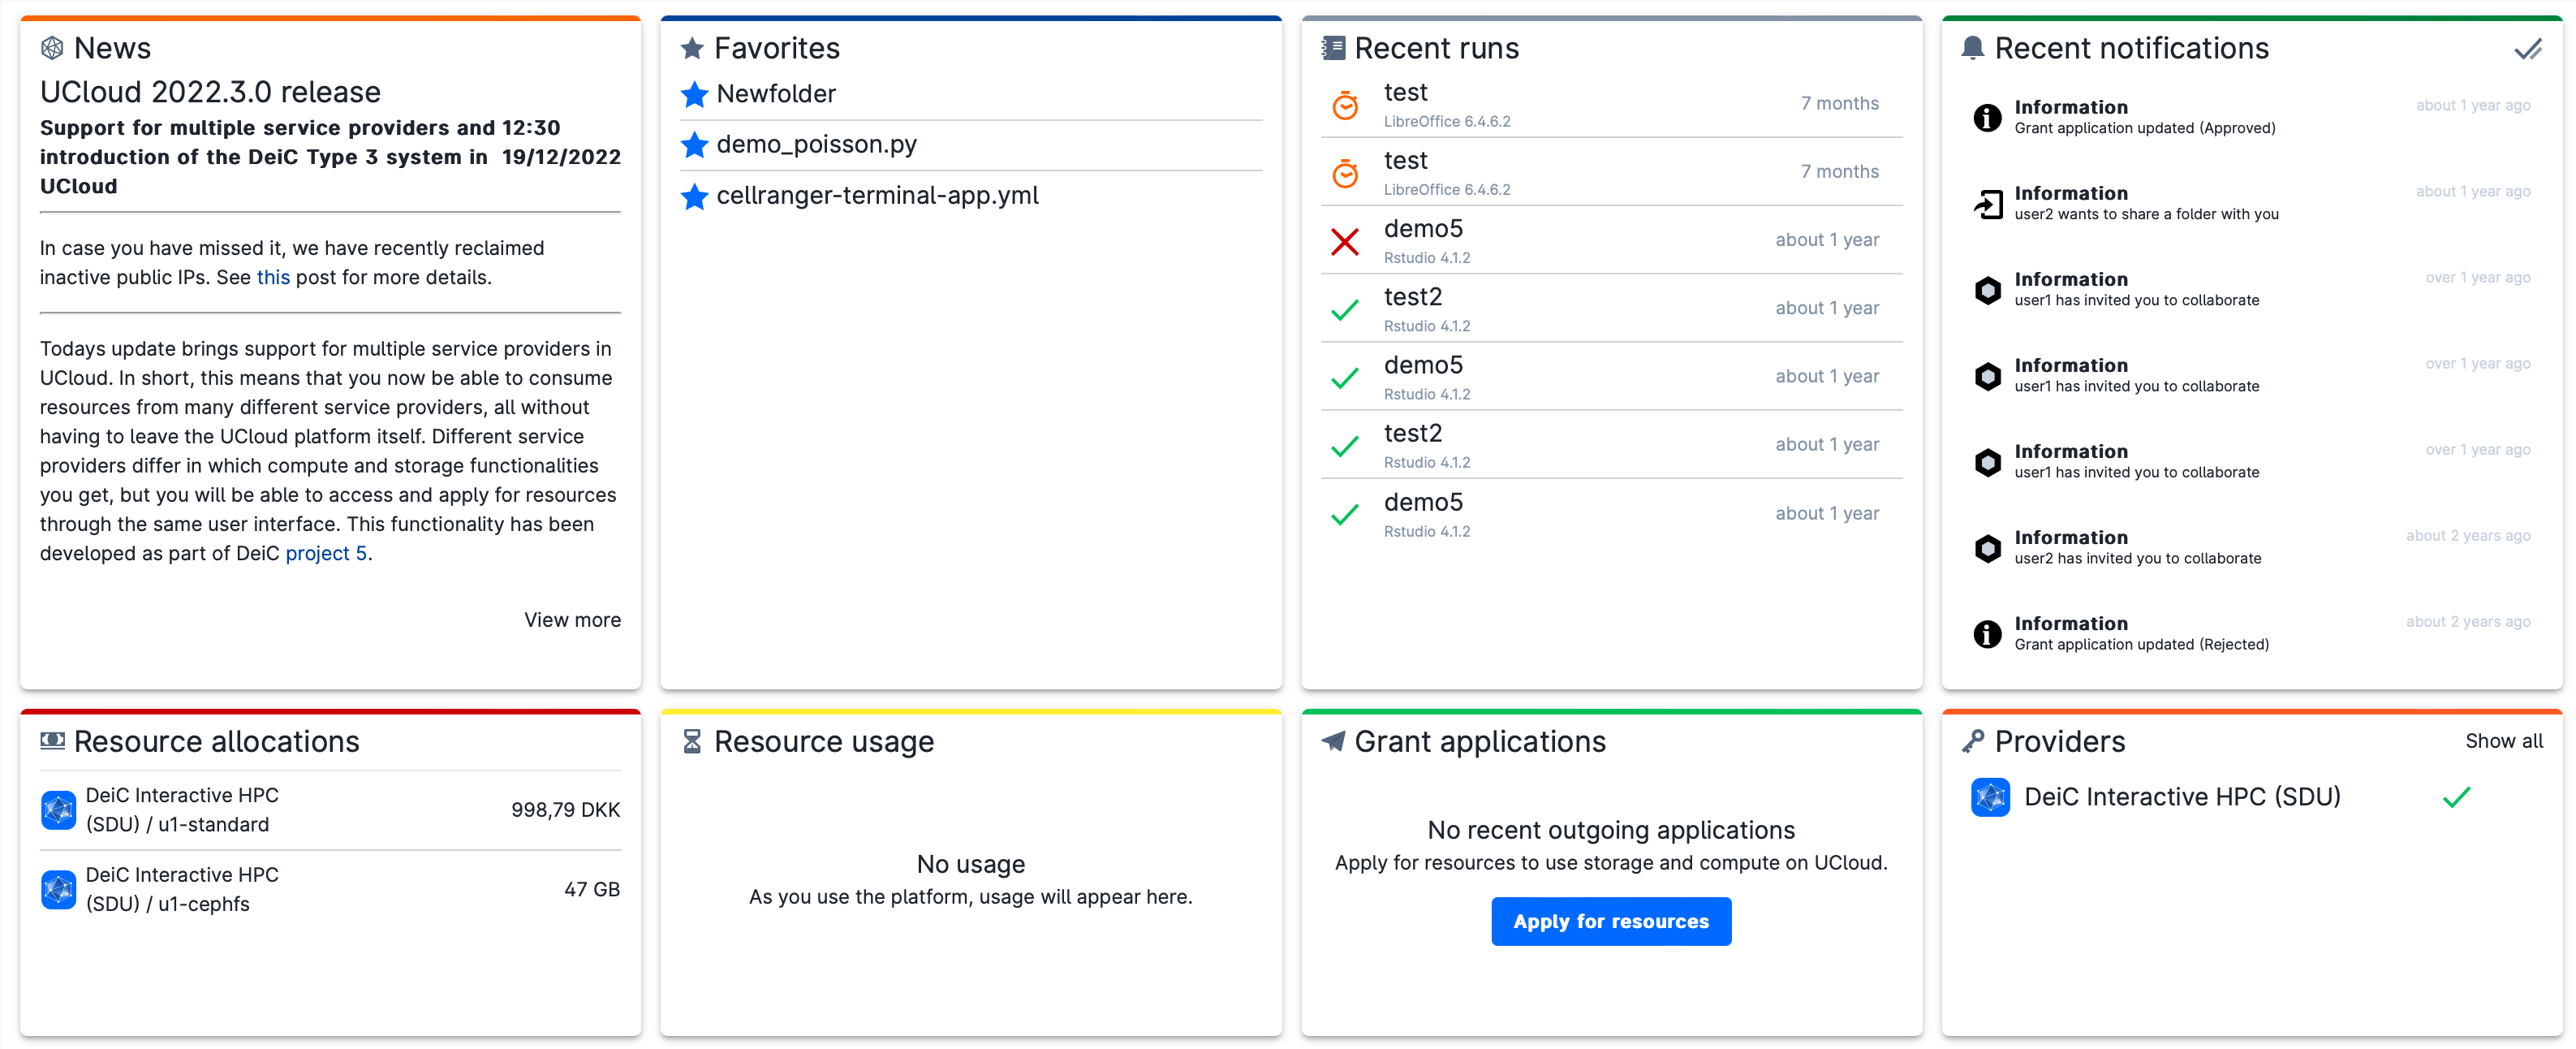 News
UCloud 2022.3.0 release
Support for multiple service providers and 12:30
introduction of the DeiC Type 3 system in 19/12/2022
UCloud
In case you have missed it, we have recently reclaimed
inactive public IPs. See this post for more details.
Todays update brings support for multiple service providers in
UCloud. In short, this means that you now be able to consume
resources from many different service providers, all without
having to leave the UCloud platform itself. Different service
providers differ in which compute and storage functionalities
you get, but you will be able to access and apply for resources
through the same user interface. This functionality has been
developed as part of DeiC project 5.
View more
Favorites
Newfolder
demo_poisson.py
cellranger-terminal-app.yml
Recent runs
test
LibreOffice 6.4.6.2
7 months
test
LibreOffice 6.4.6.2
7 months
demo5
Rstudio 4.1.2
about 1 year
test2
Rstudio 4.1.2
about 1 year
demo5
Rstudio 4.1.2
about 1 year
test2
Rstudio 4.1.2
about 1 year
demo5
Rstudio 4.1.2
about 1 year
Recent notifications
Information
about 1 year ago
Grant application updated (Approved)
Information
about 1 year ago
user2 wants to share a folder with you
Information
over 1 year ago
user1 has invited you to collaborate
Information
over 1 year ago
user1 has invited you to collaborate
Information
over 1 year ago
user1 has invited you to collaborate
Information
about 2 years ago
user2 has invited you to collaborate
Information
about 2 years ago
Grant application updated (Rejected)
Resource allocations
DeiC Interactive HPC
(SDU) / u1-standard
998,79 DKK
DeiC Interactive HPC
(SDU) / u1-cephfs
47 GB
Resource usage
No usage
As you use the platform, usage will appear here.
Grant applications
No recent outgoing applications
Apply for resources to use storage and compute on UCloud.
Apply for resources
Providers
Show all
DeiC Interactive HPC (SDU)